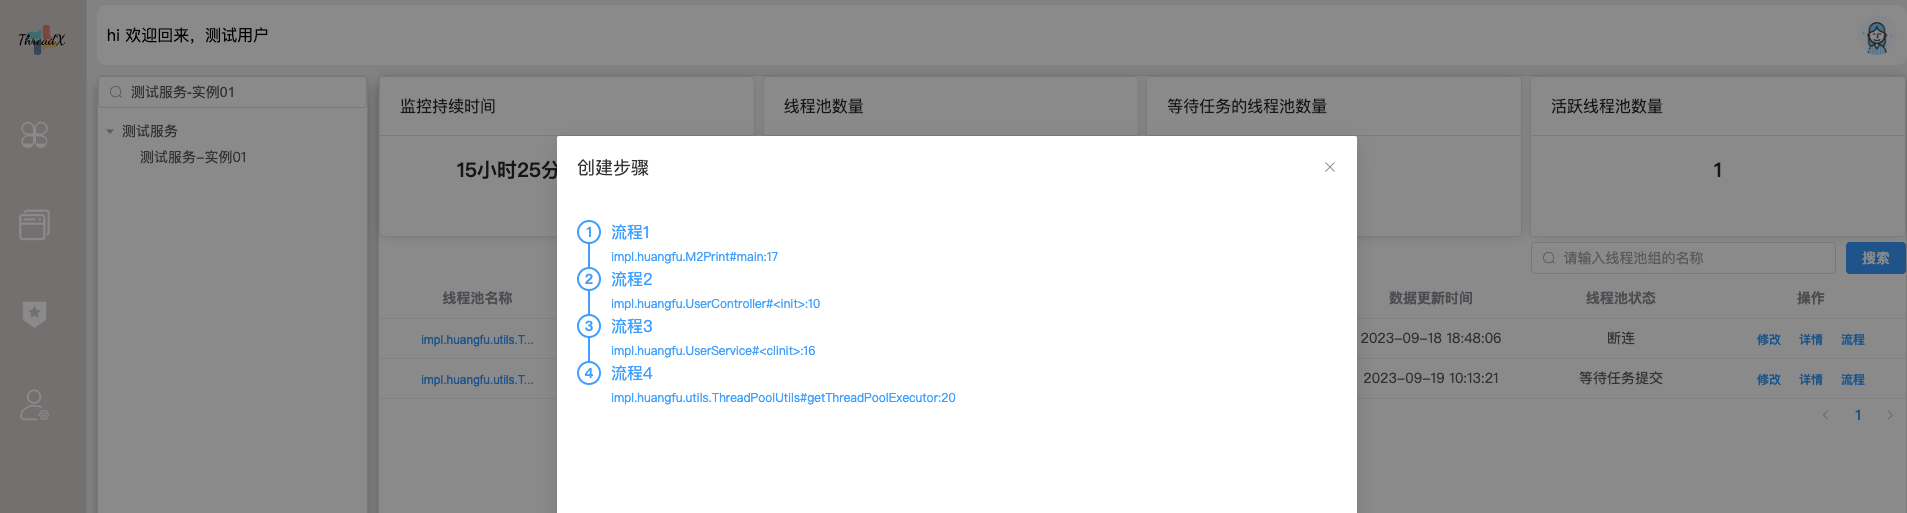 ThreadX
hi 欢迎回来，测试用户
测试服务-实例01
测试服务
测试服务-实例01
监控持续时间
线程池数量
等待任务的线程池数量
活跃线程池数量
15小时25分
1
创建步骤
1 流程1
impl.huangfu.M2Print#main:17
2 流程2
impl.huangfu.UserController#<init>:10
3 流程3
impl.huangfu.UserService#<clinit>:16
4 流程4
impl.huangfu.utils.ThreadPoolUtils#getThreadPoolExecutor:20
请输入线程池组的名称 搜索
线程池名称 数据更新时间 线程池状态 操作
impl.huangfu.utils.T... 2023-09-18 18:48:06 断连 修改 详情 流程
impl.huangfu.utils.T... 2023-09-19 10:13:21 等待任务提交 修改 详情 流程
1